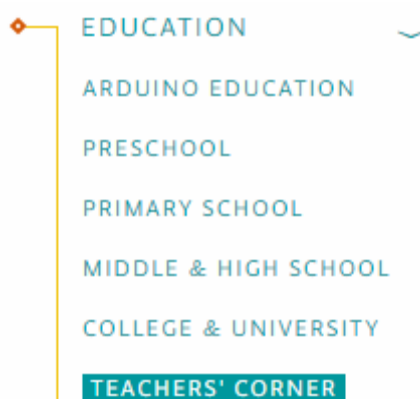 EDUCATION
ARDUINO EDUCATION
PRESCHOOL
PRIMARY SCHOOL
MIDDLE & HIGH SCHOOL
COLLEGE & UNIVERSITY
TEACHERS' CORNER